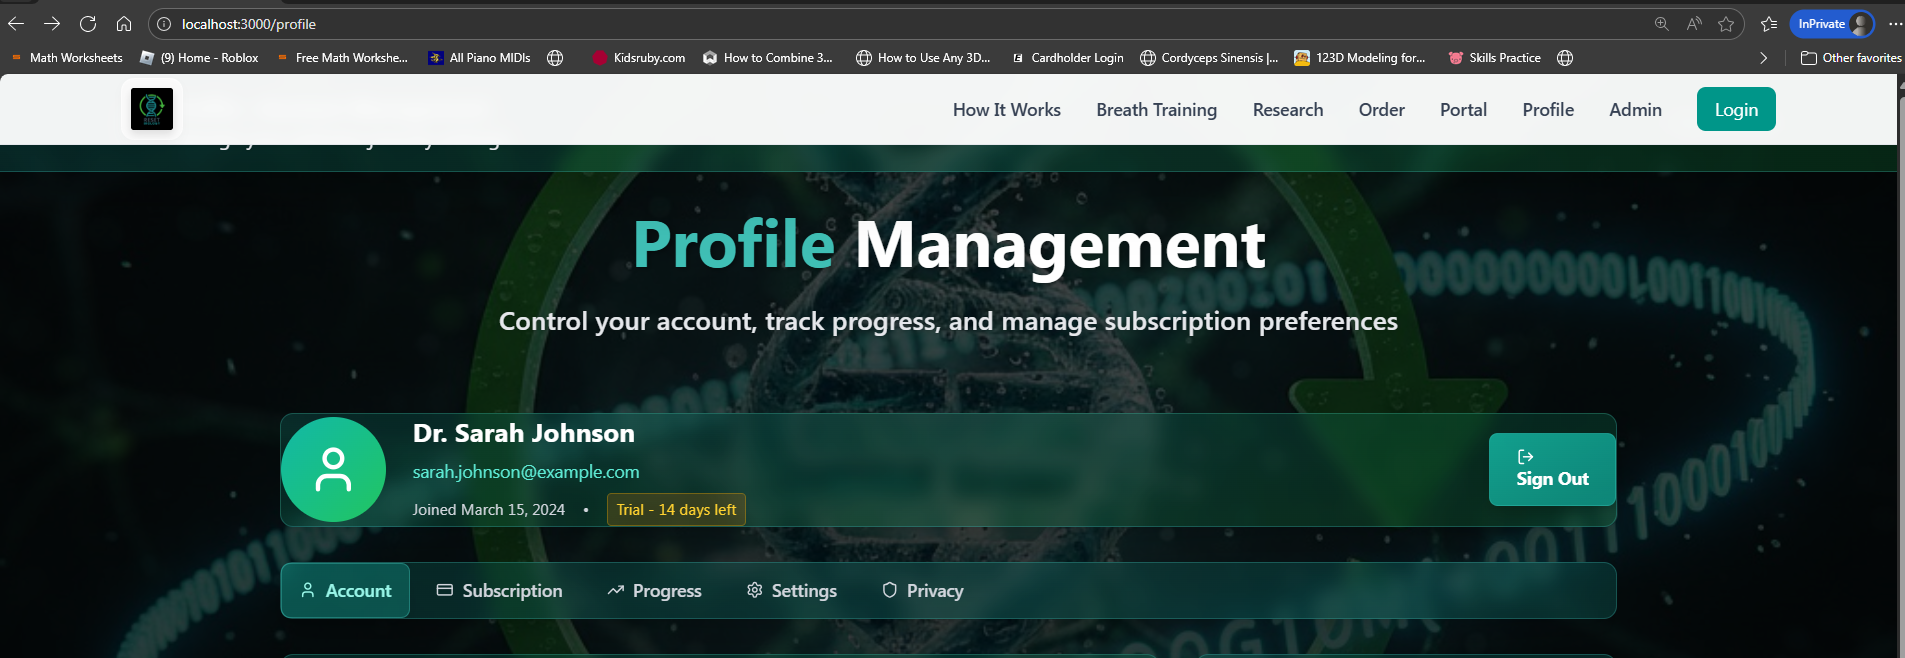 localhost:3000/profile
InPrivate
Math Worksheets
(9) Home - Roblox
Free Math Workshe...
All Piano MIDIs
Kidsruby.com
How to Combine 3...
How to Use Any 3D...
Cardholder Login
Cordyceps Sinensis |...
123D Modeling for...
Skills Practice
Other favorites
How It Works
Breath Training
Research
Order
Portal
Profile
Admin
Login
Profile Management
Control your account, track progress, and manage subscription preferences
Dr. Sarah Johnson
sarah.johnson@example.com
Joined March 15, 2024 • Trial - 14 days left
Sign Out
Account
Subscription
Progress
Settings
Privacy